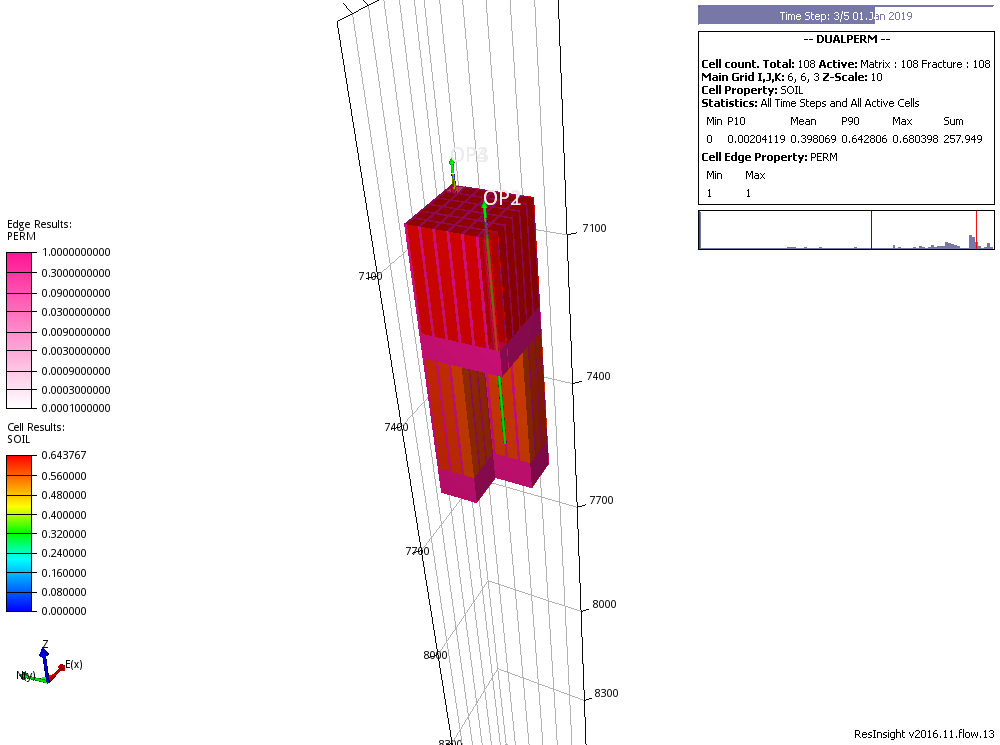 Time Step: 3/5 01.Jan 2019
-- DUALPERM --
Cell count. Total: 108 Active: Matrix : 108 Fracture : 108
Main Grid I,J,K: 6, 6, 3 Z-Scale: 10
Cell Property: SOIL
Statistics: All Time Steps and All Active Cells
Min P10 Mean P90 Max Sum
0 0.00204119 0.398069 0.642806 0.680398 257.949
Cell Edge Property: PERM
Min Max
1 1
7100
7100
7400
7400
7700
7700
8000
8000
8300
Edge Results:
PERM
1.0000000000
0.3000000000
0.0900000000
0.0300000000
0.0090000000
0.0030000000
0.0009000000
0.0003000000
0.0001000000
Cell Results:
SOIL
0.643767
0.560000
0.480000
0.400000
0.320000
0.240000
0.160000
0.080000
0.000000
Z
E(x)
N(y)
ResInsight v2016.11.flow.13